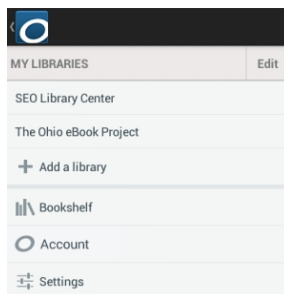 MY LIBRARIES Edit
SEO Library Center
The Ohio eBook Project
Add a library
Bookshelf
Account
Settings